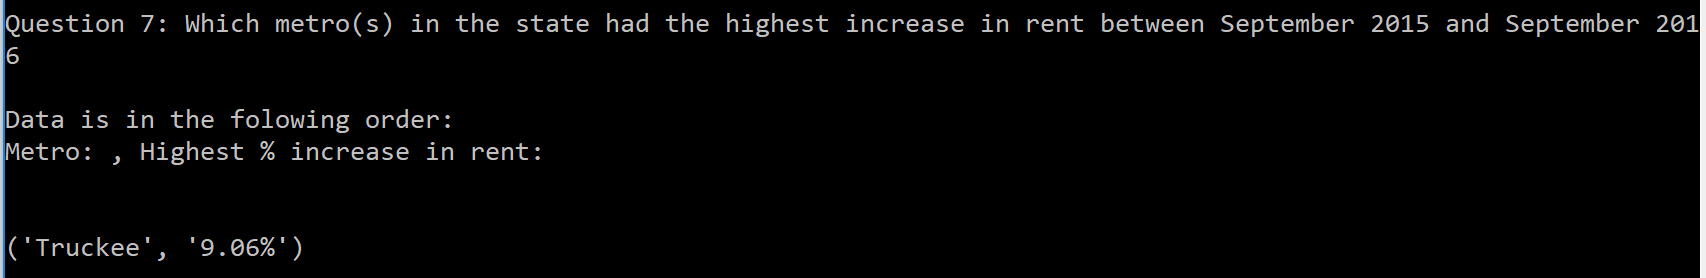 Question 7: Which metro(s) in the state had the highest increase in rent between September 2015 and September 201
6
Data is in the folowing order:
Metro: , Highest % increase in rent:
('Truckee', '9.06%')